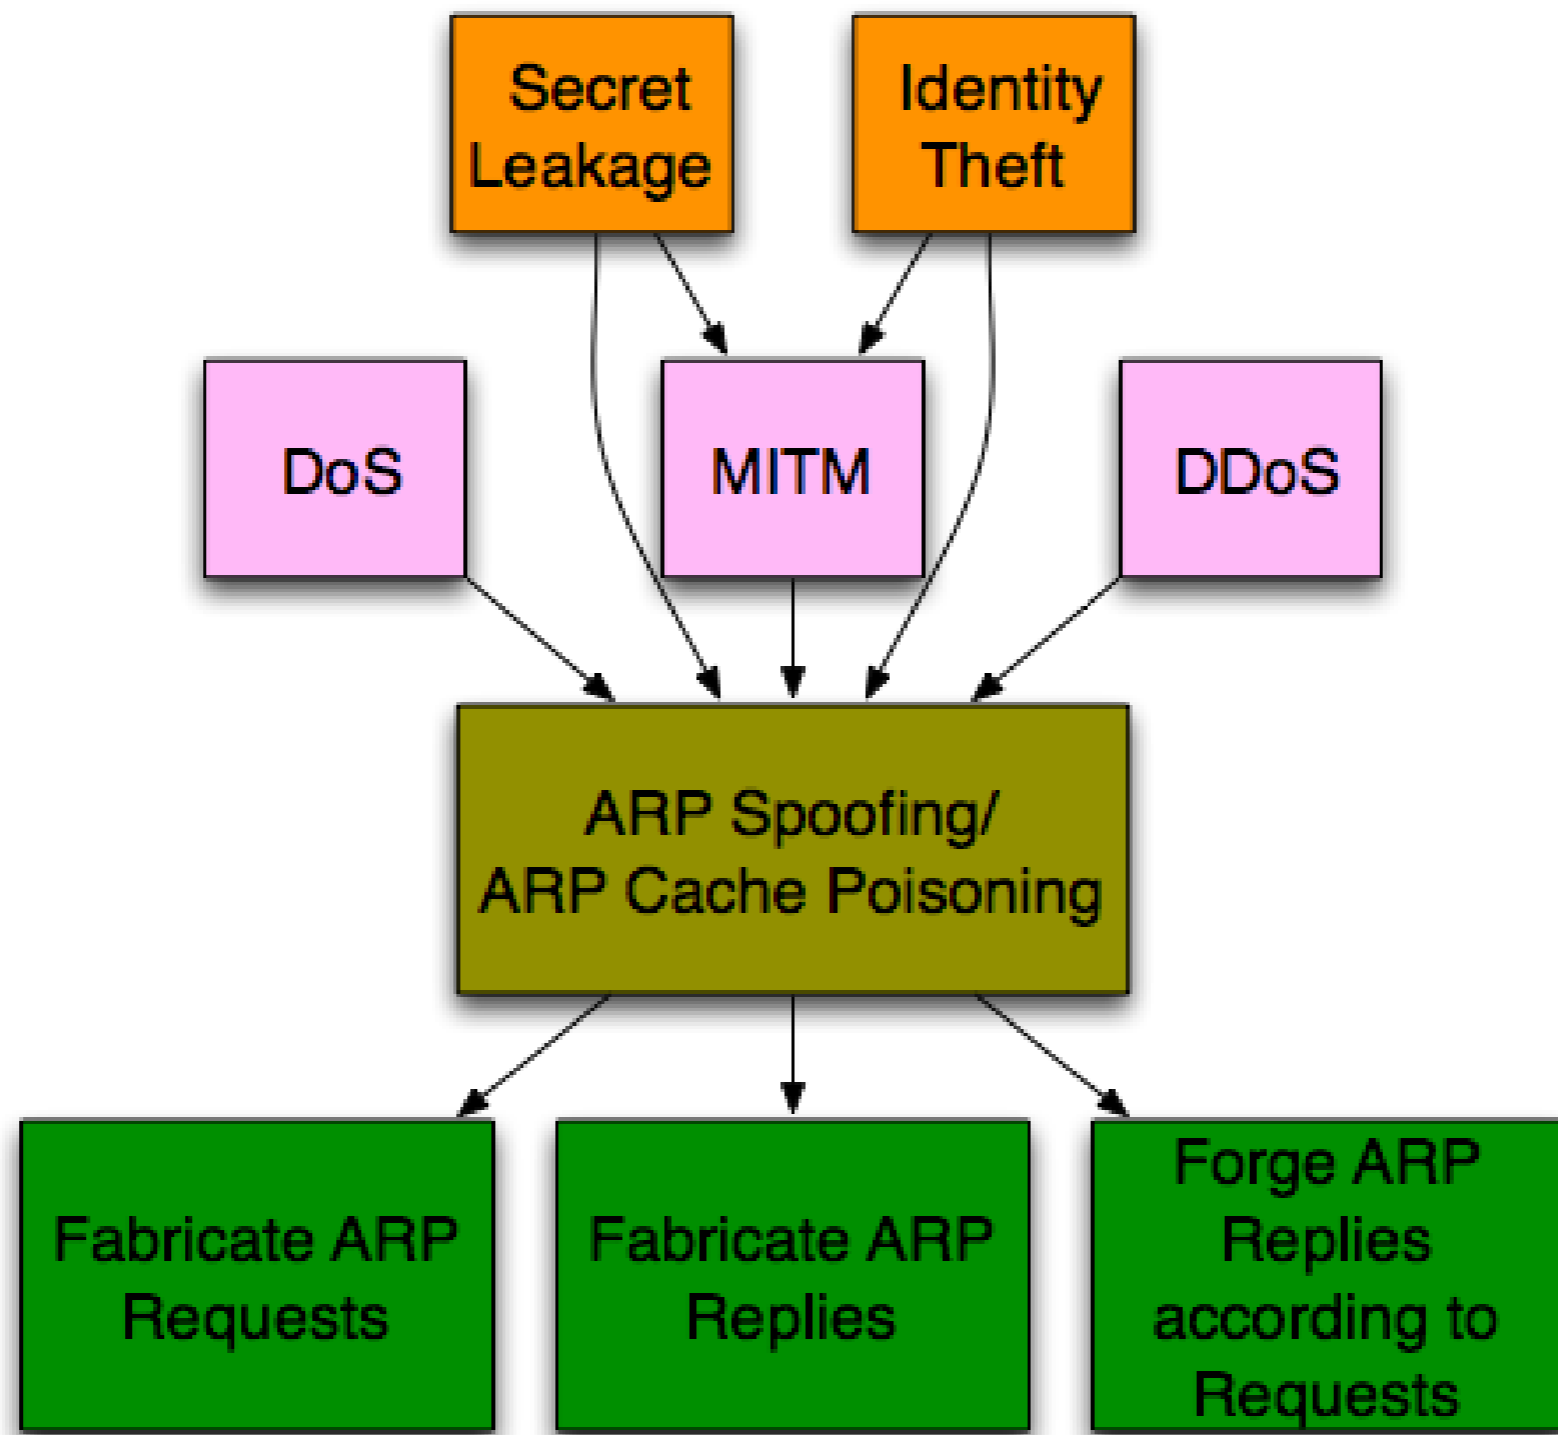 Secret
Leakage
Identity
Theft
DoS
MITM
DDoS
ARP Spoofing/
ARP Cache Poisoning
Fabricate ARP
Requests
Fabricate ARP
Replies
Forge ARP
Replies
according to
Requests